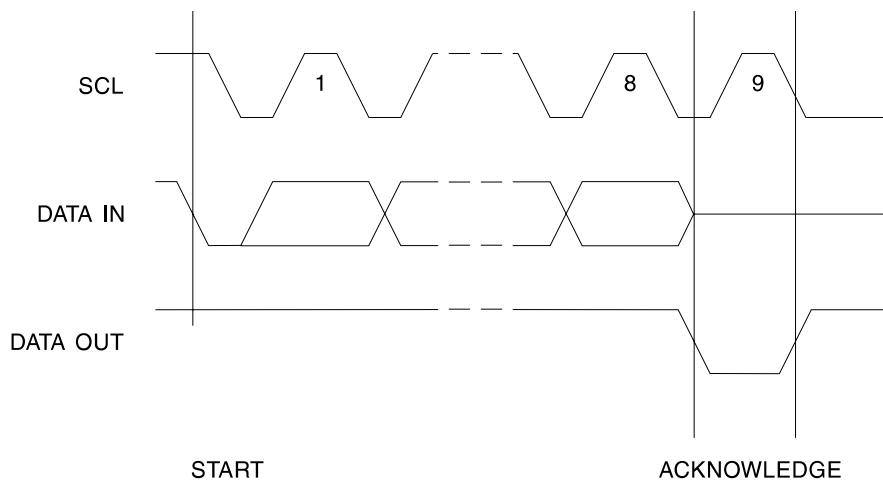 SCL
1
8
9
DATA IN
DATA OUT
START
ACKNOWLEDGE